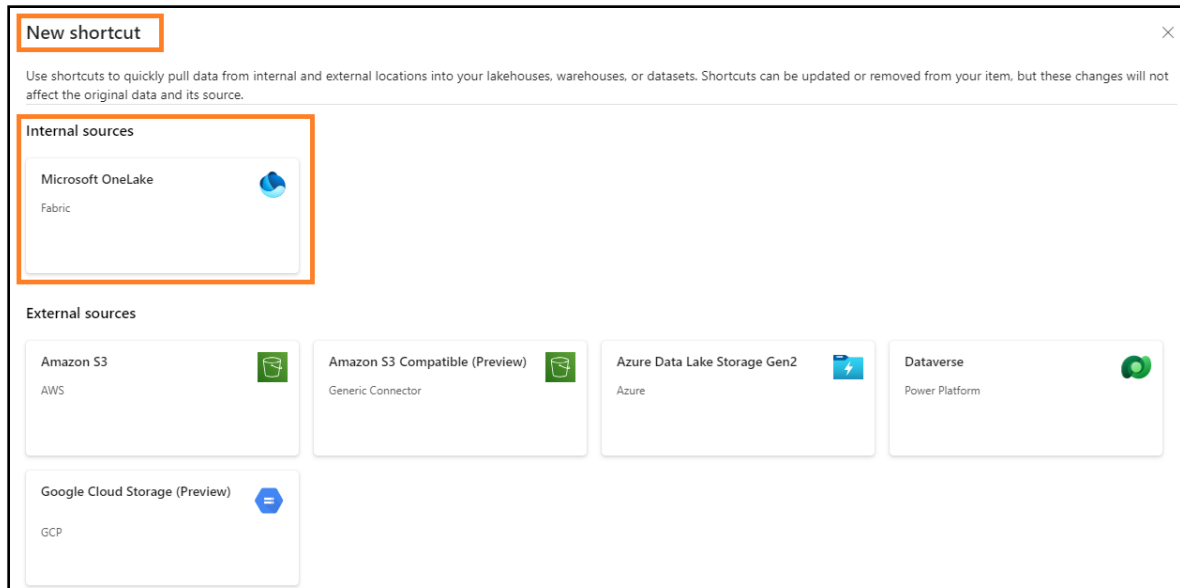 New shortcut
Use shortcuts to quickly pull data from internal and external locations into your lakehouses, warehouses, or datasets. Shortcuts can be updated or removed from your item, but these changes will not
affect the original data and its source.
Internal sources
Microsoft OneLake
Fabric
External sources
Amazon S3
AWS
Amazon S3 Compatible (Preview)
Generic Connector
Azure Data Lake Storage Gen2
Azure
Dataverse
Power Platform
Google Cloud Storage (Preview)
GCP